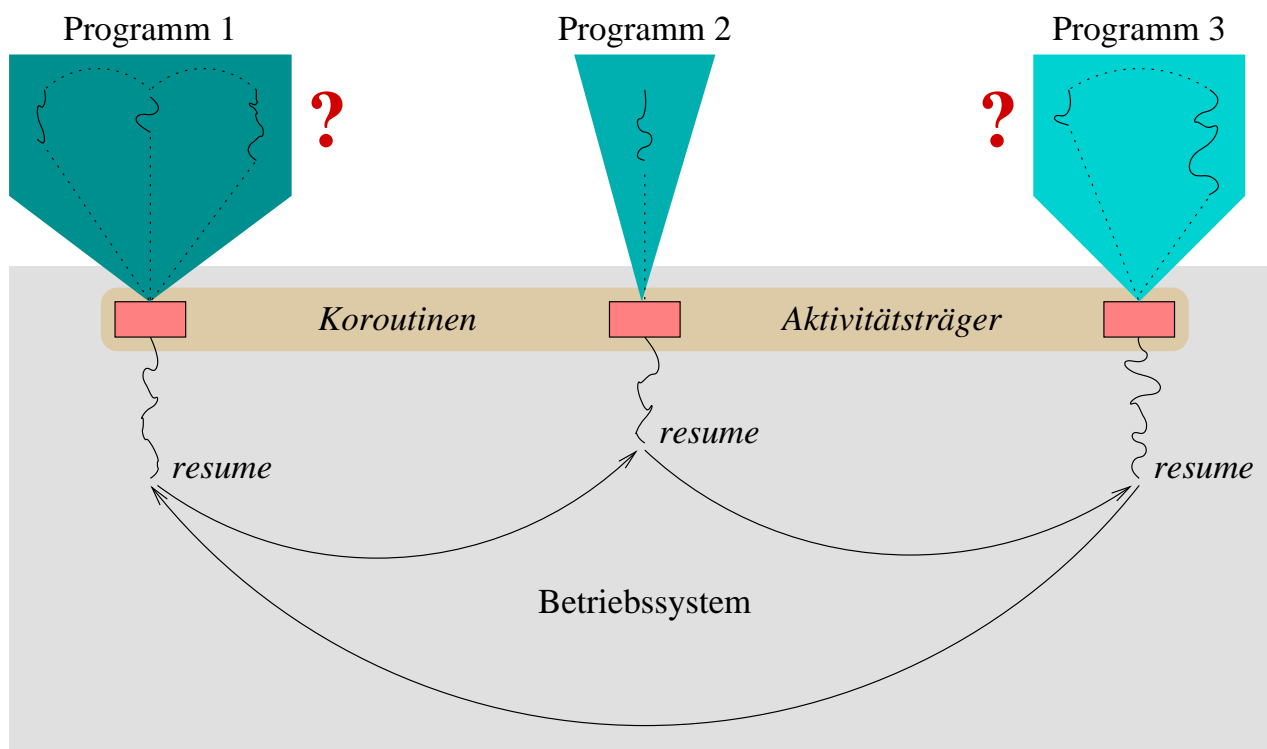 Programm 1
Programm 2
Programm 3
?
?
Koroutinen
Aktivitätsträger
resume
resume
resume
Betriebssystem